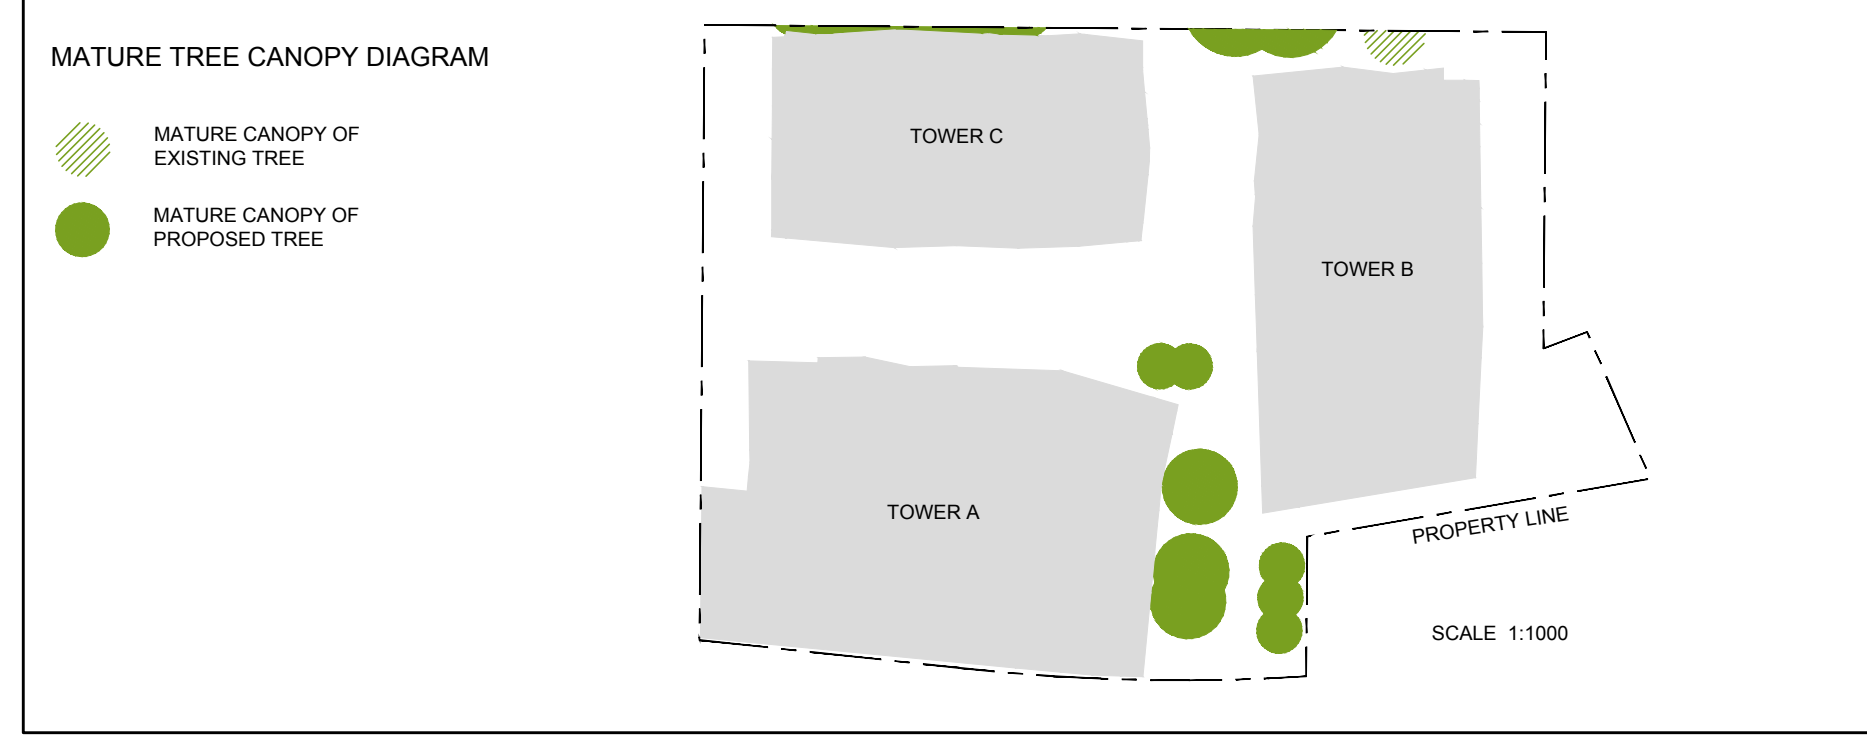 MATURE TREE CANOPY DIAGRAM
MATURE CANOPY OF
EXISTING TREE
MATURE CANOPY OF
PROPOSED TREE
TOWER C
TOWER B
TOWER A
PROPERTY LINE
SCALE 1:1000